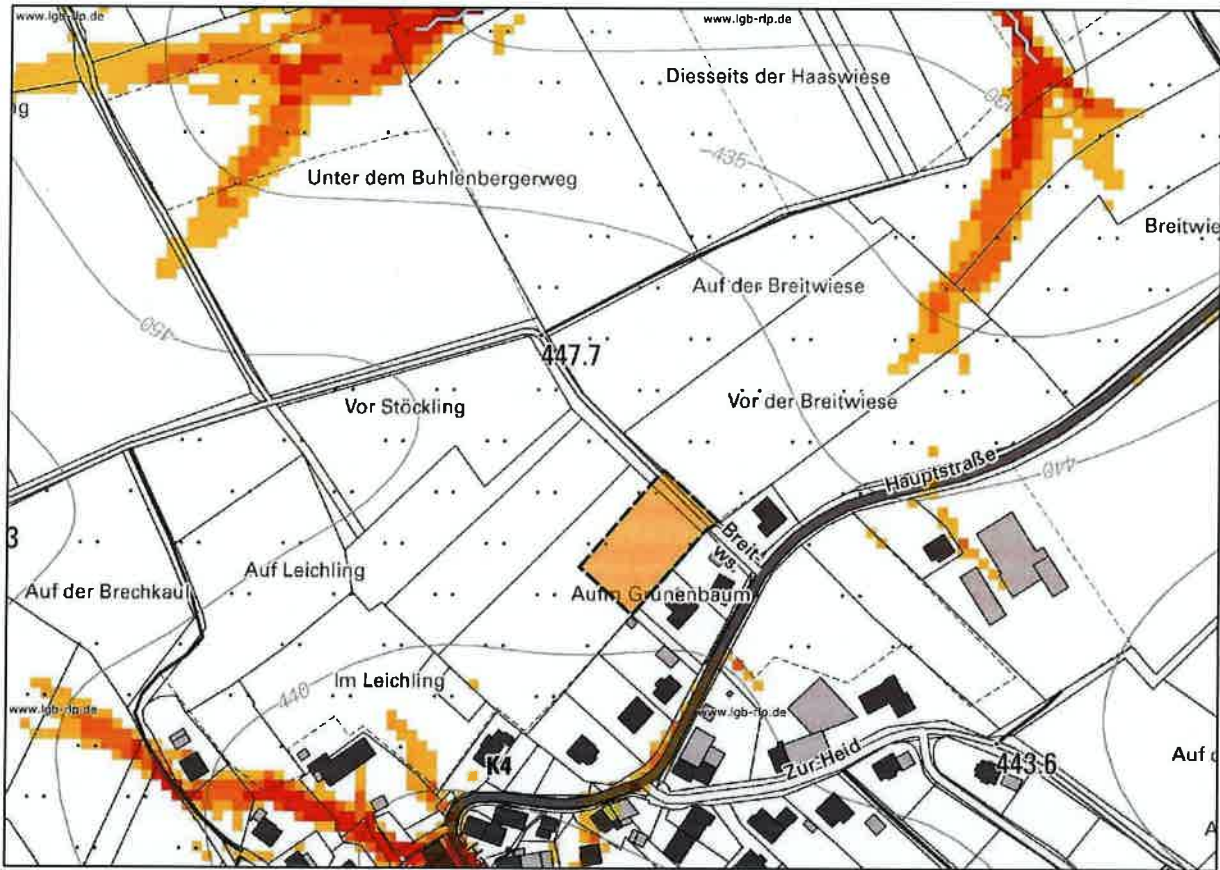 www.lgb-rlp.de
www.lgb-rlp.de
Diesseits der Haaswiese
430
ng
435
Unter dem Buhlenbergerweg
Breitwie
Auf der Breitwiese
450
447.7
Vor Stöckling
Vor der Breitwiese
Hauptstraße
440
3
Breit-
ws.
Auf Leichling
Auf der Brechkaul
Aufm Grünenbaum
Im Leichling
440
www.lgb-rlp.de
www.lgb-rlp.de
K4
Zur Heid
443.6
Auf d
A